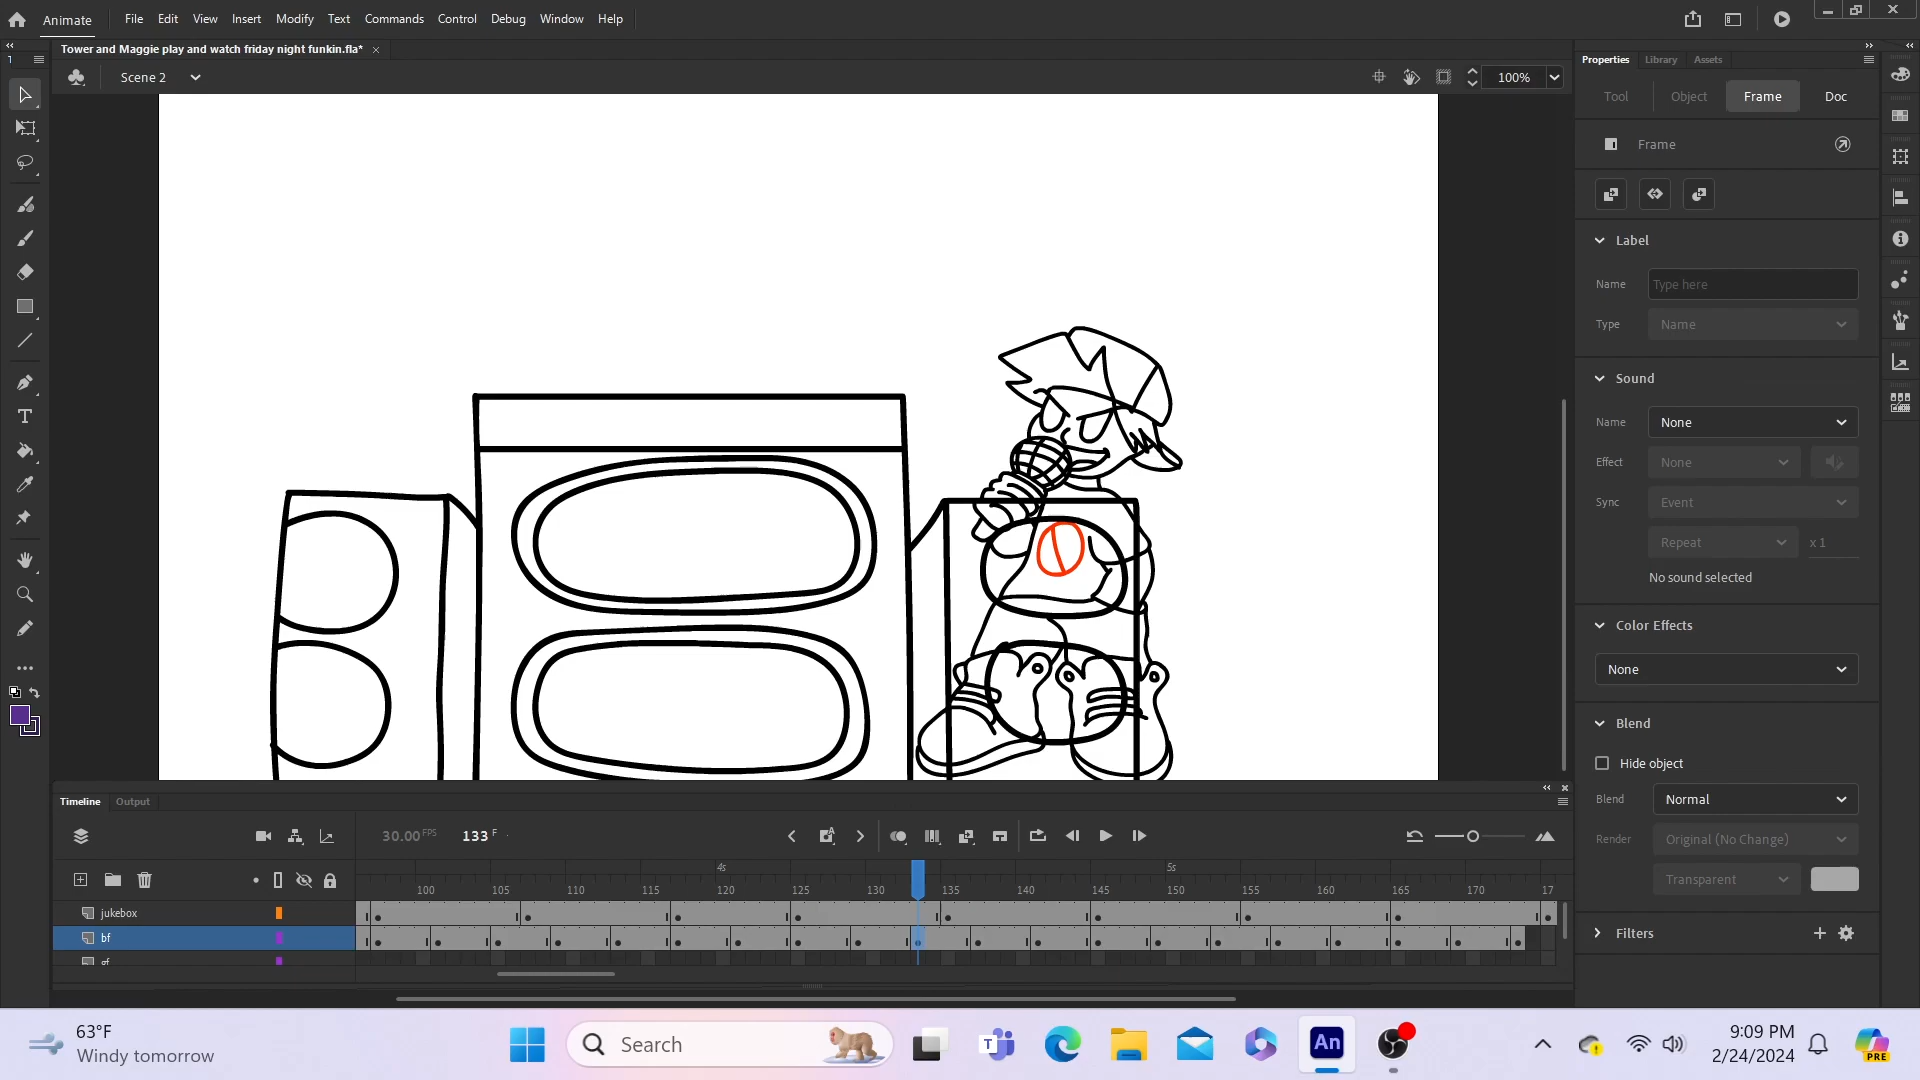 Animate
File Edit View Insert Modify Text Commands Control Debug Window Help
Tower and Maggie play and watch friday night funkin.fla*
1
Scene 2
100%
Properties Library Assets
Tool Object Frame Doc
Frame
Label
Name Type here
Type Name
Sound
Name None
Effect None
Sync Event
Repeat x 1
No sound selected
Color Effects
None
Blend
Hide object
Blend Normal
Render Original (No Change)
Transparent
Filters
Timeline Output
30.00 FPS 133 F
4s 5s
100 105 110 115 120 125 130 135 140 145 150 155 160 165 170 17
jukebox
bf
gf
63°F
Windy tomorrow
Search
T
An
9:09 PM
2/24/2024
PRE